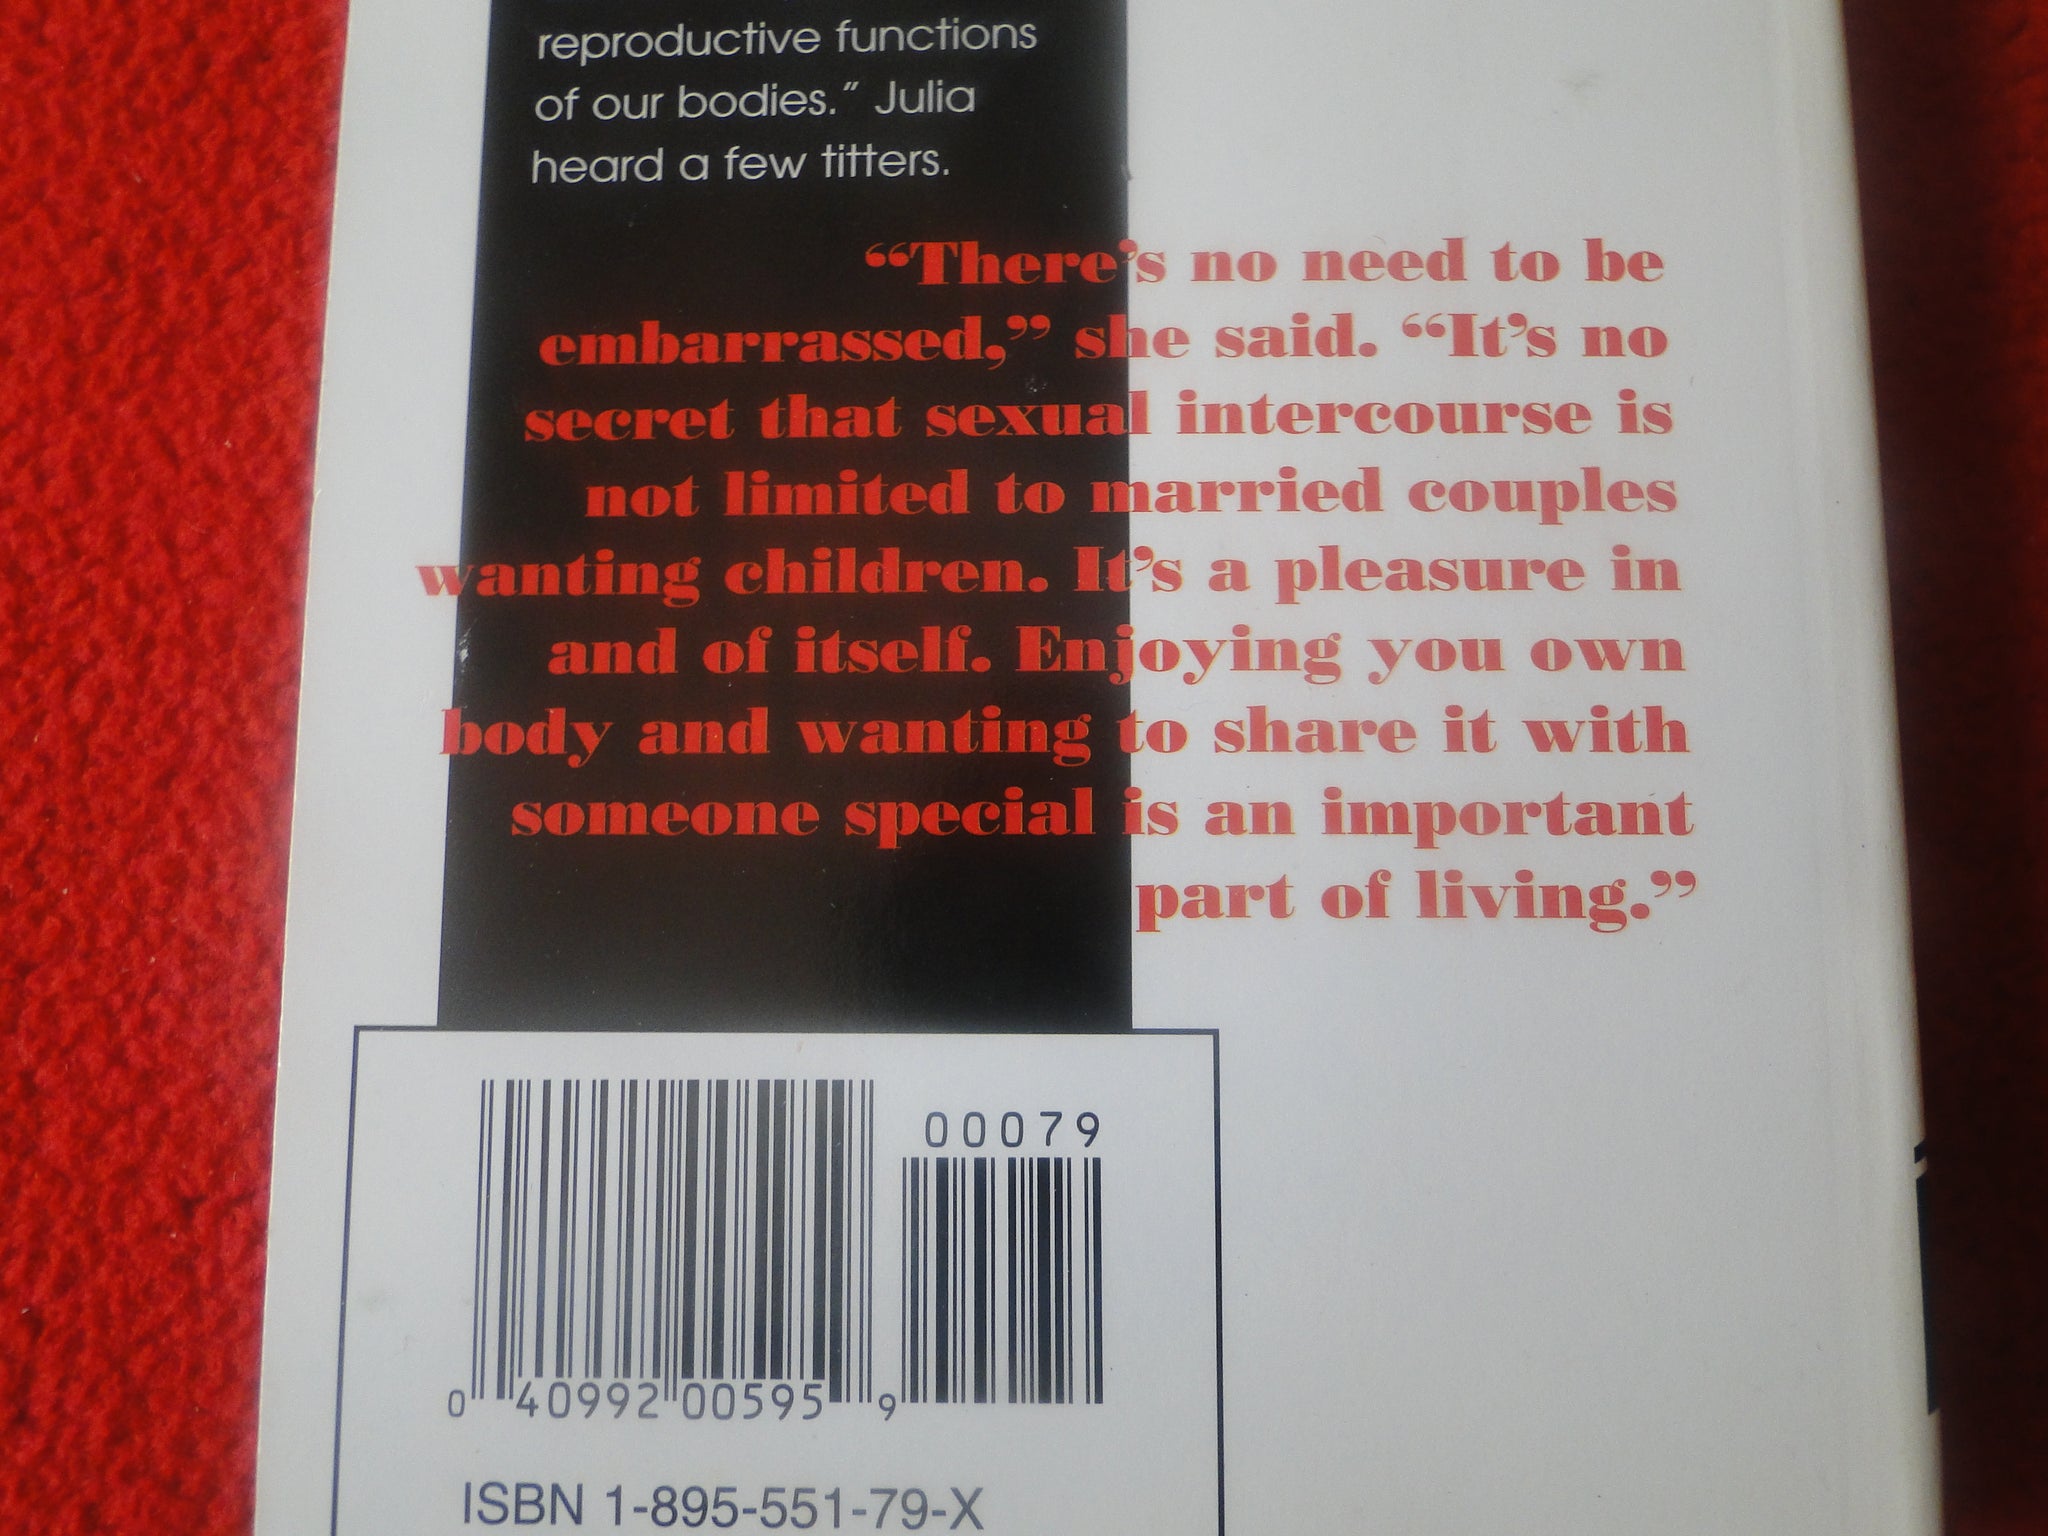 reproductive functions
of our bodies.” Julia
heard a few titters.
“There’s no need to be
embarrassed,” she said. “It’s no
secret that sexual intercourse is
not limited to married couples
wanting children. It’s a pleasure in
and of itself. Enjoying you own
body and wanting to share it with
someone special is an important
part of living.”
00079
0 40992 00595 9
ISBN 1-895-551-79-X